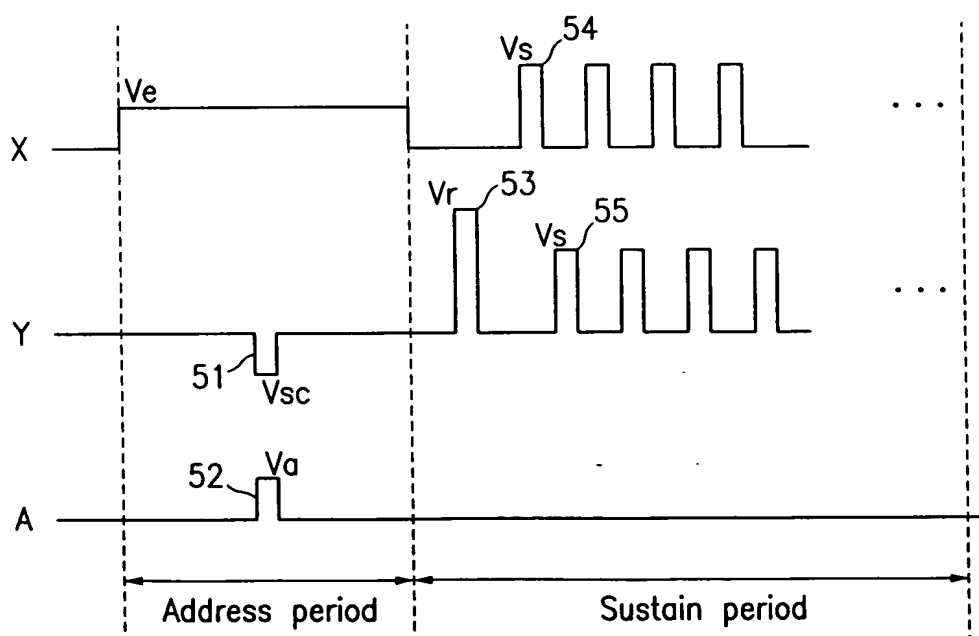 Vs 54
Ve
X
...
Vr 53
Vs 55
...
Y
51
Vsc
52 Va
A
Address period
Sustain period